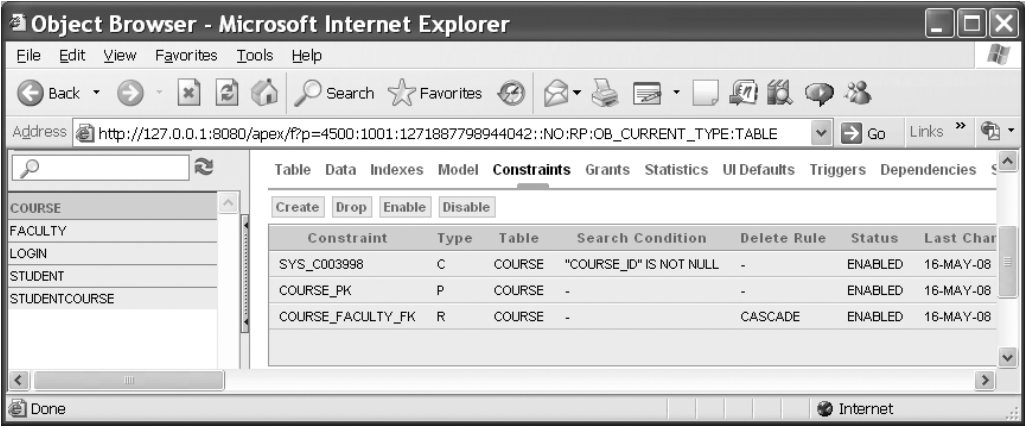 Object Browser - Microsoft Internet Explorer
File Edit View Favorites Tools Help
Back Search Favorites
Address http://127.0.0.1:8080/apex/f?p=4500:1001:1271887798944042::NO:RP:OB_CURRENT_TYPE:TABLE Go Links »
Table Data Indexes Model Constraints Grants Statistics UI Defaults Triggers Dependencies
Create Drop Enable Disable
COURSE
FACULTY
LOGIN
STUDENT
STUDENTCOURSE
Constraint Type Table Search Condition Delete Rule Status Last Char
SYS_C003998 C COURSE "COURSE_ID" IS NOT NULL - ENABLED 16-MAY-08
COURSE_PK P COURSE - - ENABLED 16-MAY-08
COURSE_FACULTY_FK R COURSE - CASCADE ENABLED 16-MAY-08
Done Internet